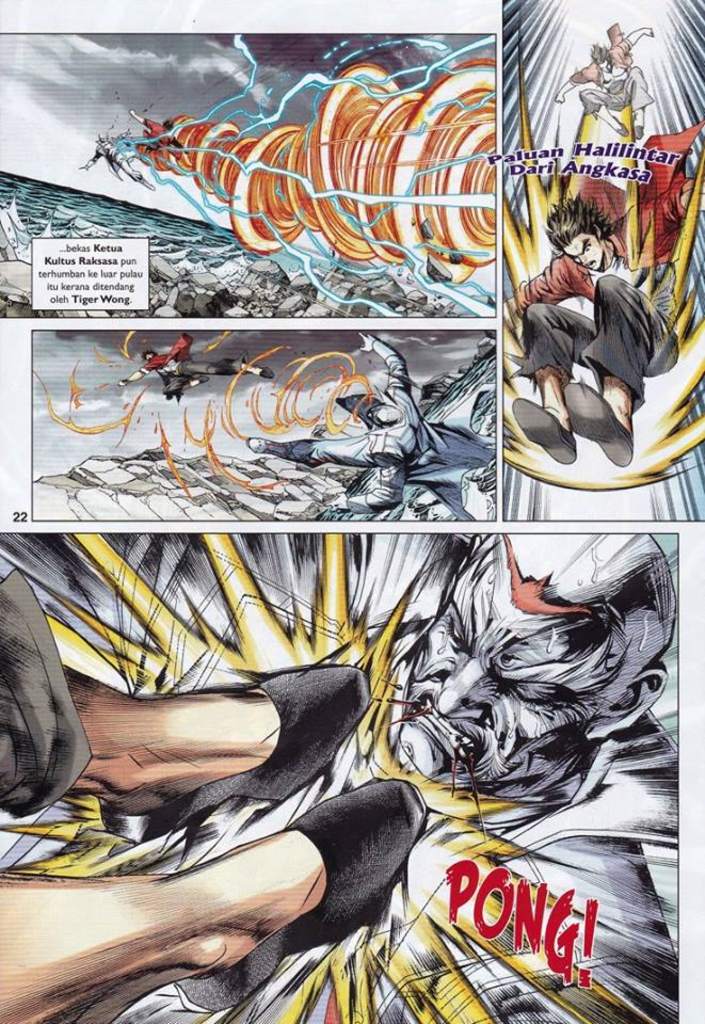 ...bekas Ketua
Kultus Raksasa pun
terhumban ke luar pulau
itu kerana ditendang
oleh Tiger Wong.
Paluan Halilintar
Dari Angkasa
22
PONG!